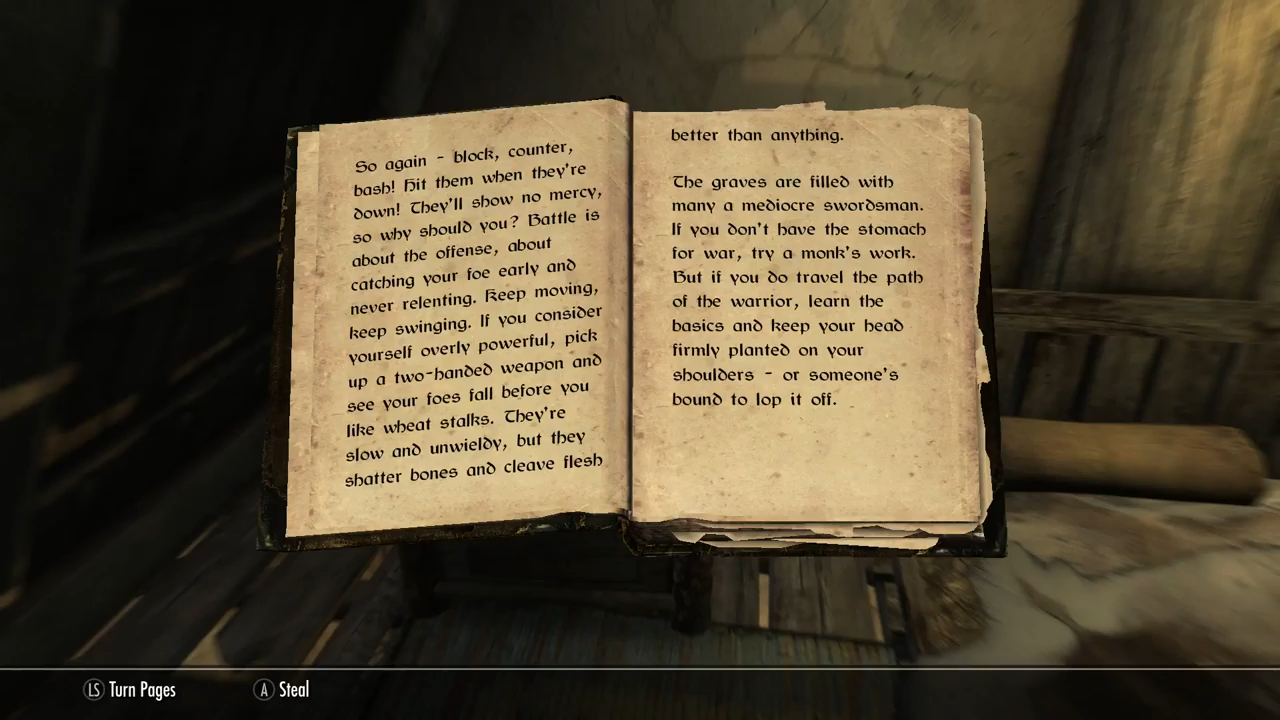 So again - block, counter,
bash! Hit them when they're
down! They'll show no mercy,
so why should you? Battle is
about the offense, about
catching your foe early and
never relenting. Keep moving,
keep swinging. If you consider
yourself overly powerful, pick
up a two-handed weapon and
see your foes fall before you
like wheat stalks. They're
slow and unwieldy, but they
shatter bones and cleave flesh
better than anything.
The graves are filled with
many a mediocre swordsman.
If you don't have the stomach
for war, try a monk's work.
But if you do travel the path
of the warrior, learn the
basics and keep your head
firmly planted on your
shoulders - or someone's
bound to lop it off.
LS Turn Pages
A Steal